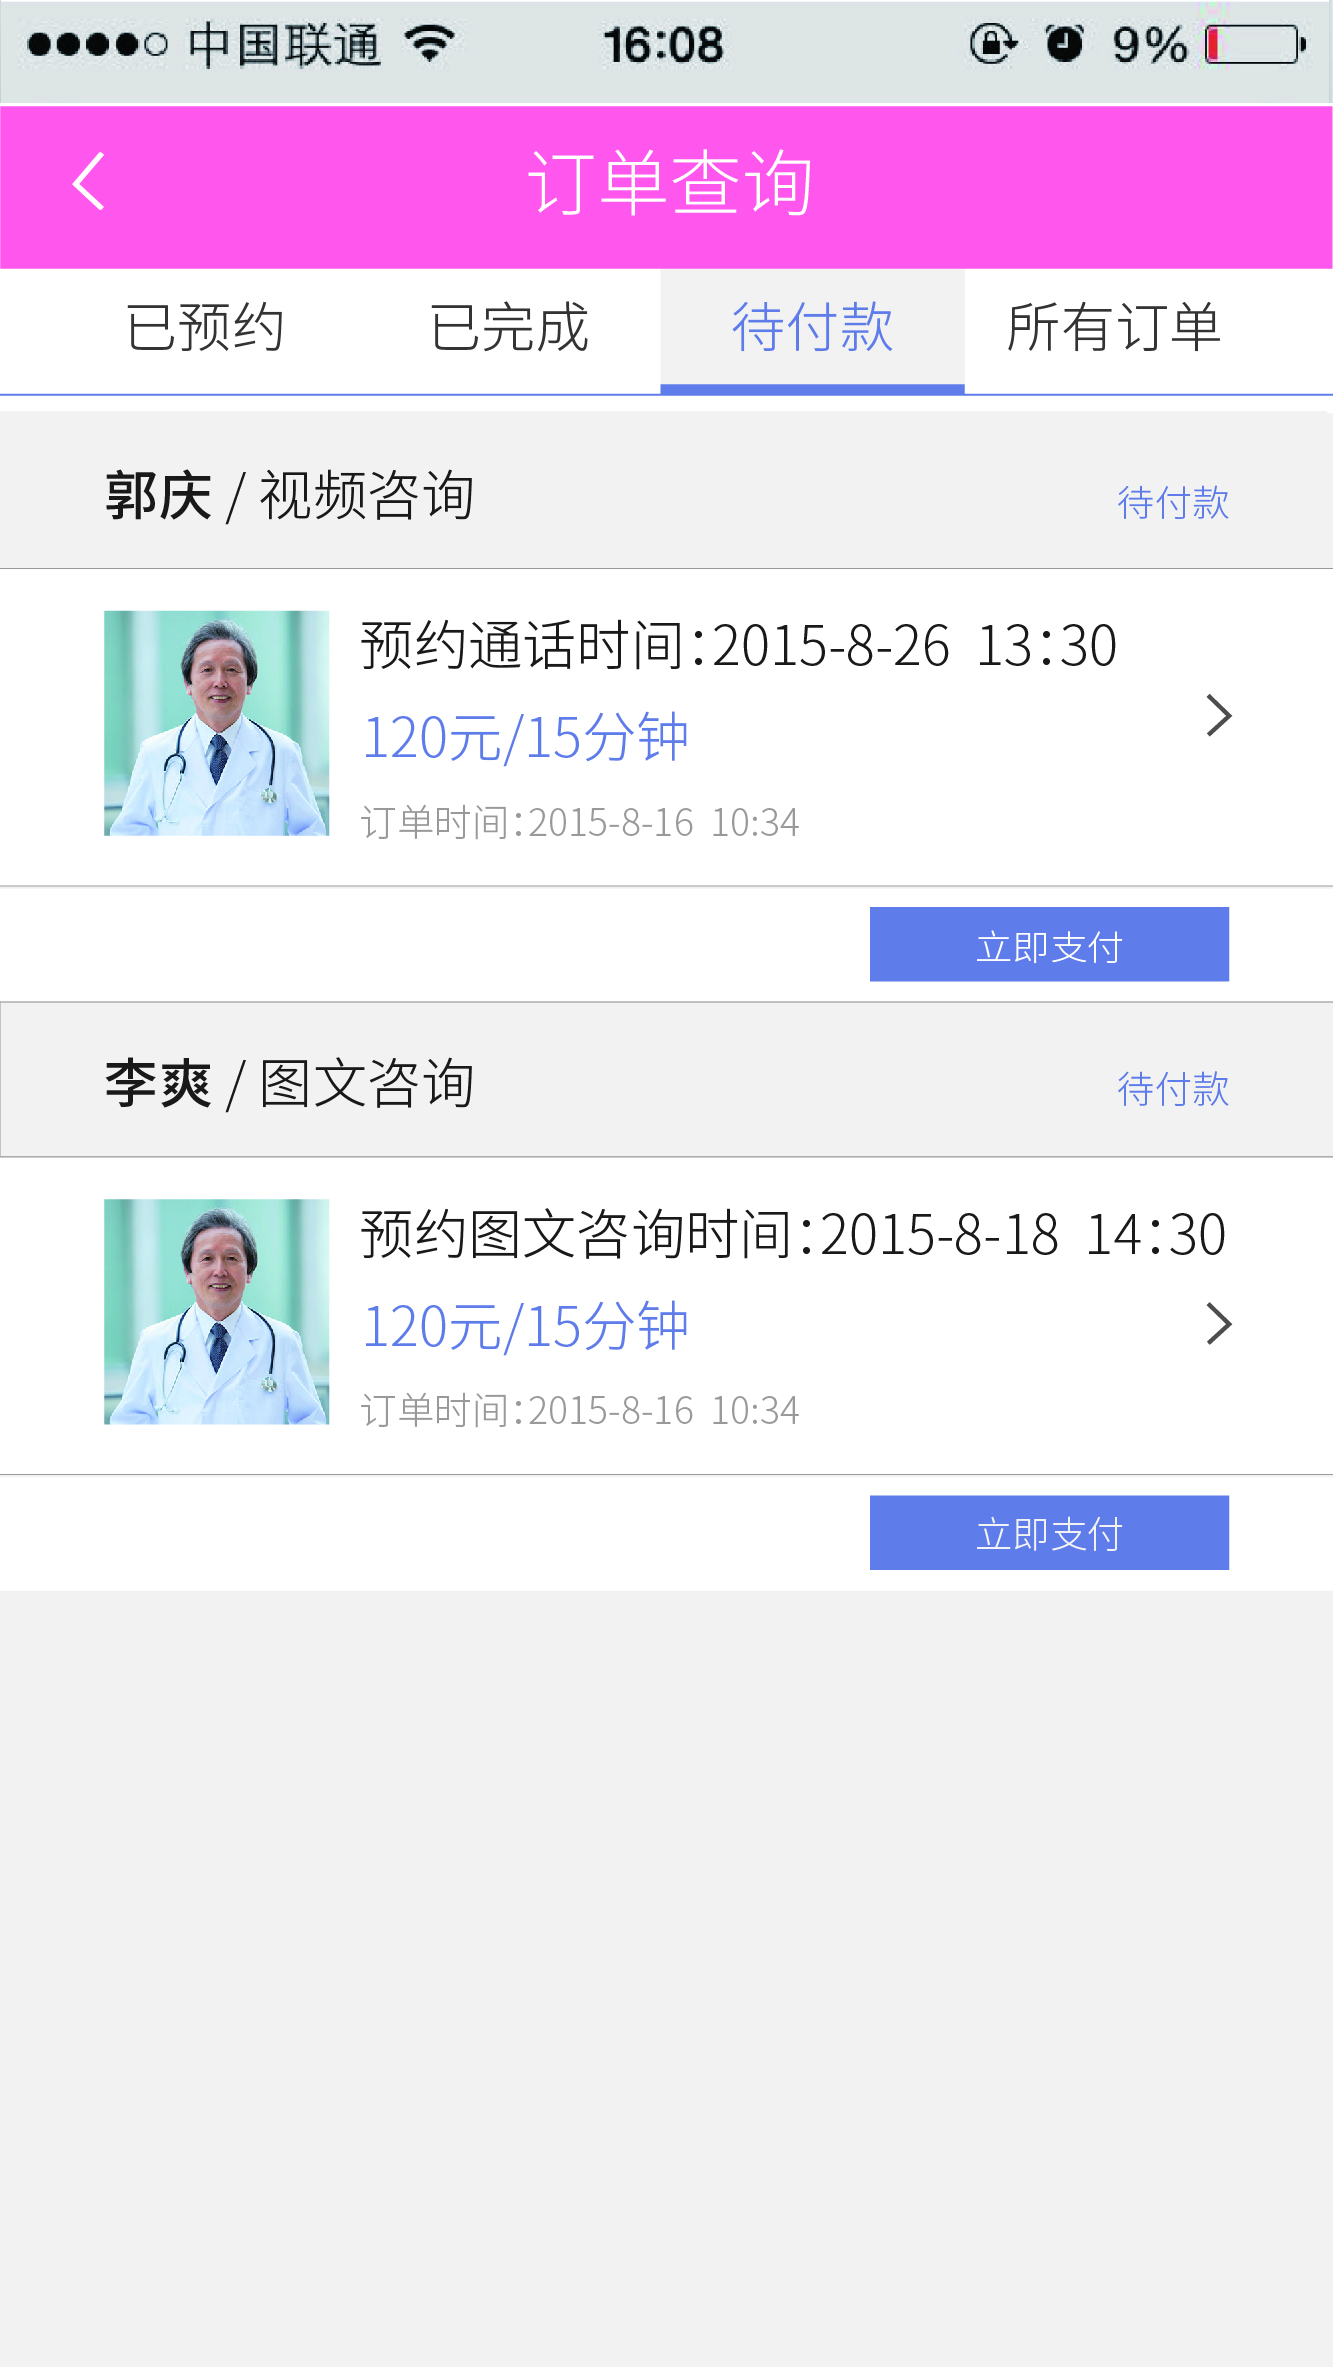 中国联通 16:08 9%
订单查询
已预约 已完成 待付款 所有订单
郭庆 / 视频咨询 待付款
预约通话时间:2015-8-26 13:30
120元/15分钟
订单时间:2015-8-16 10:34
立即支付
李爽 / 图文咨询 待付款
预约图文咨询时间:2015-8-18 14:30
120元/15分钟
订单时间:2015-8-16 10:34
立即支付